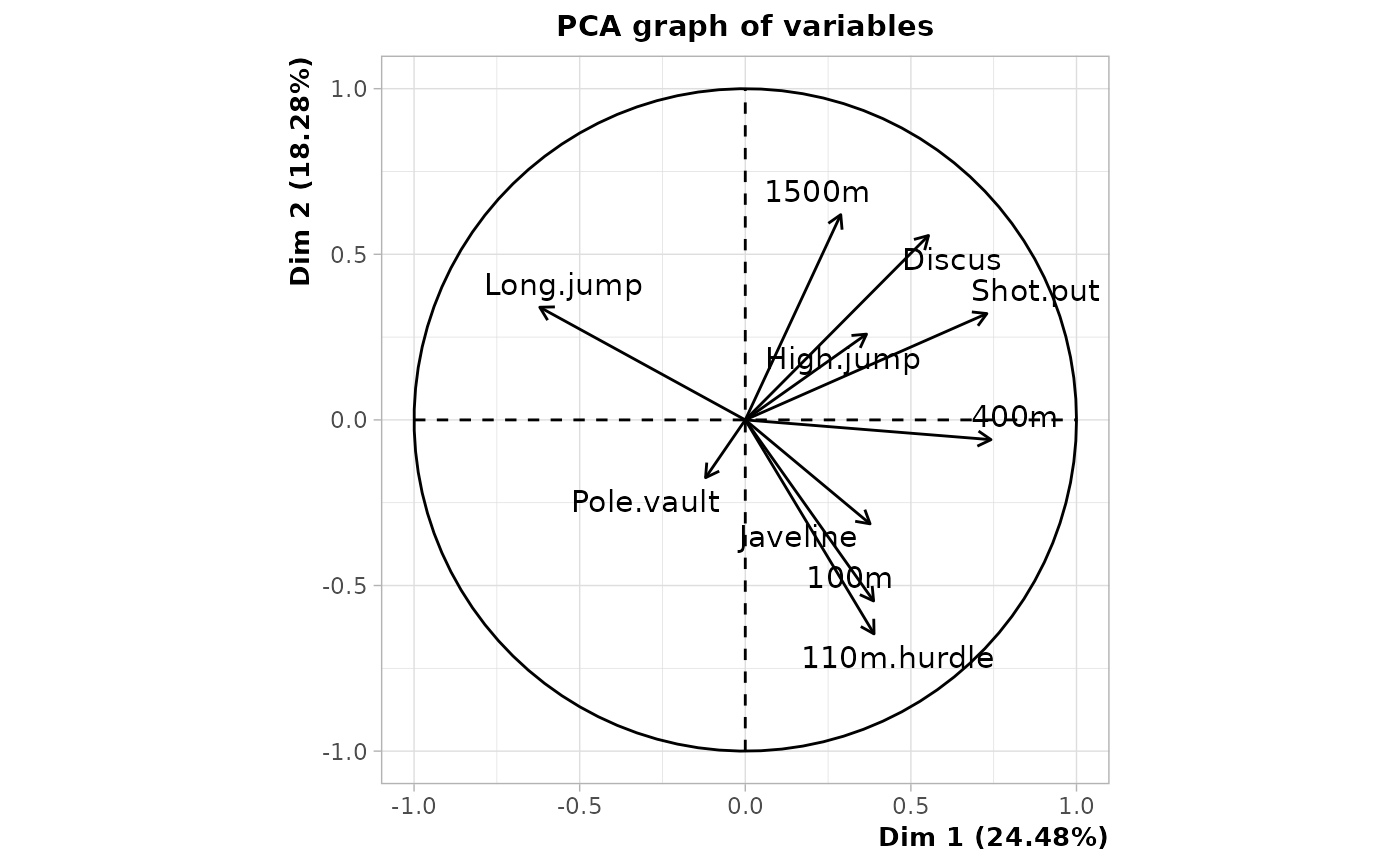 PCA graph of variables
Dim 2 (18.28%)
1.0
0.5
0.0
-0.5
-1.0
1500m
Discus
Long.jump
Shot.put
High.jump
400m
Pole.vault
Javeline
100m
110m.hurdle
-1.0
-0.5
0.0
0.5
1.0
Dim 1 (24.48%)